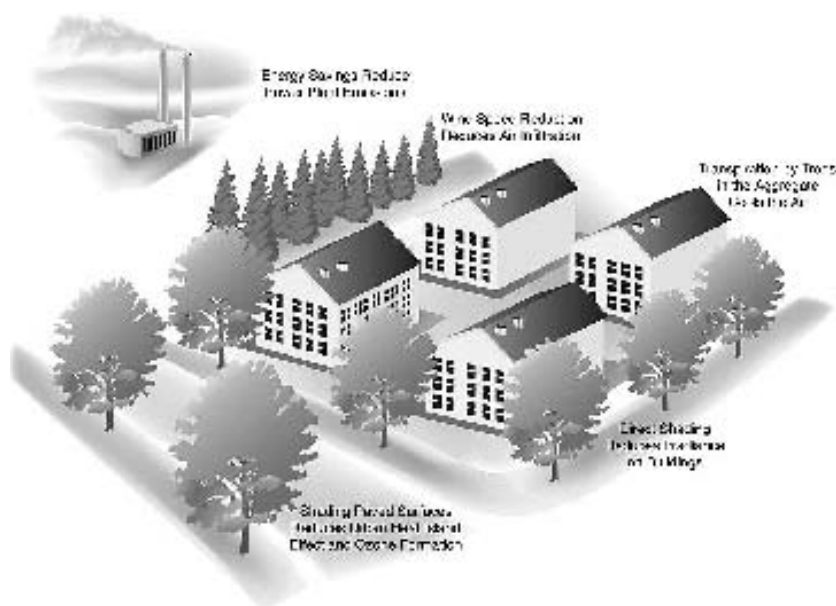 Energy Savings Reduce
Power Plant Emissions
Wind Speed Reduction
Reduces Air Infiltration
Transpiration by Trees
in the Aggregate
Cools the Air
Direct Shading
Reduces Irradiance
on Buildings
Shading Paved Surfaces
Reduces Urban Heat Island
Effect and Ozone Formation